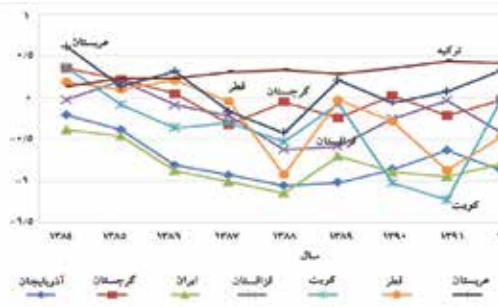 ۱
۰/۵
۰
-۰/۵
-۱
-۱/۵
عربستان
قطر
گرجستان
ترکیه
قزاقستان
کویت
۱۳۸۴ ۱۳۸۵ ۱۳۸۶ ۱۳۸۷ ۱۳۸۸ ۱۳۸۹ ۱۳۹۰ ۱۳۹۱
سال
آذربایجان گرجستان ایران قزاقستان کویت قطر عربستان